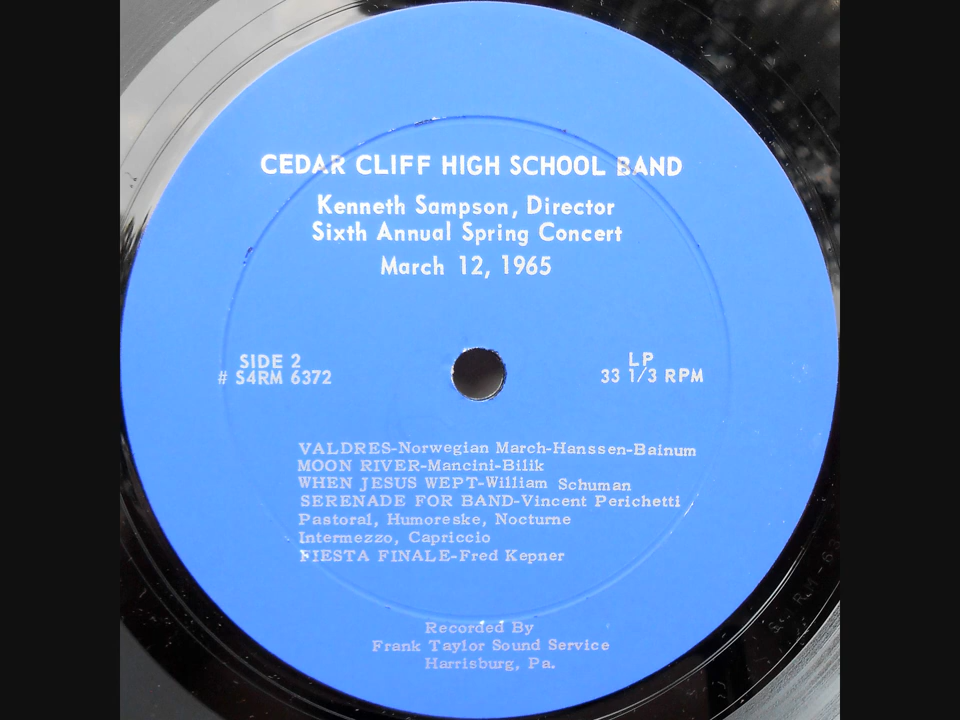 CEDAR CLIFF HIGH SCHOOL BAND
Kenneth Sampson, Director
Sixth Annual Spring Concert
March 12, 1965
SIDE 2
# S4RM 6372
LP
33 1/3 RPM
VALDRES-Norwegian March-Hanssen-Bainum
MOON RIVER-Mancini-Bilik
WHEN JESUS WEPT-William Schuman
SERENADE FOR BAND-Vincent Perichetti
Pastoral, Humoreske, Nocturne
Intermezzo, Capriccio
FIESTA FINALE-Fred Kepner
Recorded By
Frank Taylor Sound Service
Harrisburg, Pa.